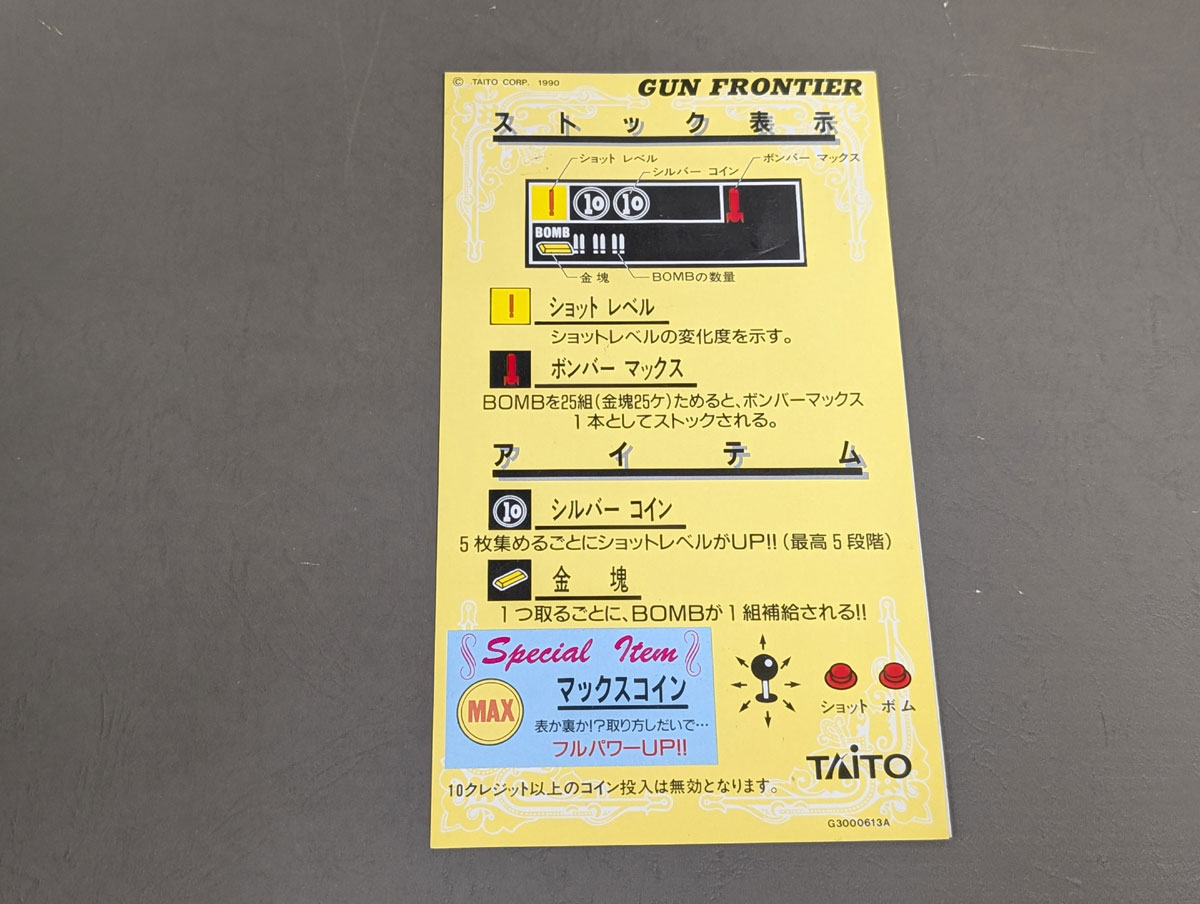 © TAITO CORP. 1990
GUN FRONTIER
ストック表示
ショット レベル
ボンバー マックス
シルバー コイン
! 10 10
BOMB
金塊
BOMBの数量
! ショット レベル
ショットレベルの変化度を示す。
ボンバー マックス
BOMBを25組(金塊25ケ)ためると、ボンバーマックス
1本としてストックされる。
アイテム
10 シルバー コイン
5枚集めるごとにショットレベルがUP!!(最高5段階)
金塊
1つ取るごとに、BOMBが1組補給される!!
Special Item
マックスコイン
MAX
表か裏か!?取り方しだいで…
フルパワーUP!!
ショット ボム
TAITO
10クレジット以上のコイン投入は無効となります。
G3000613A